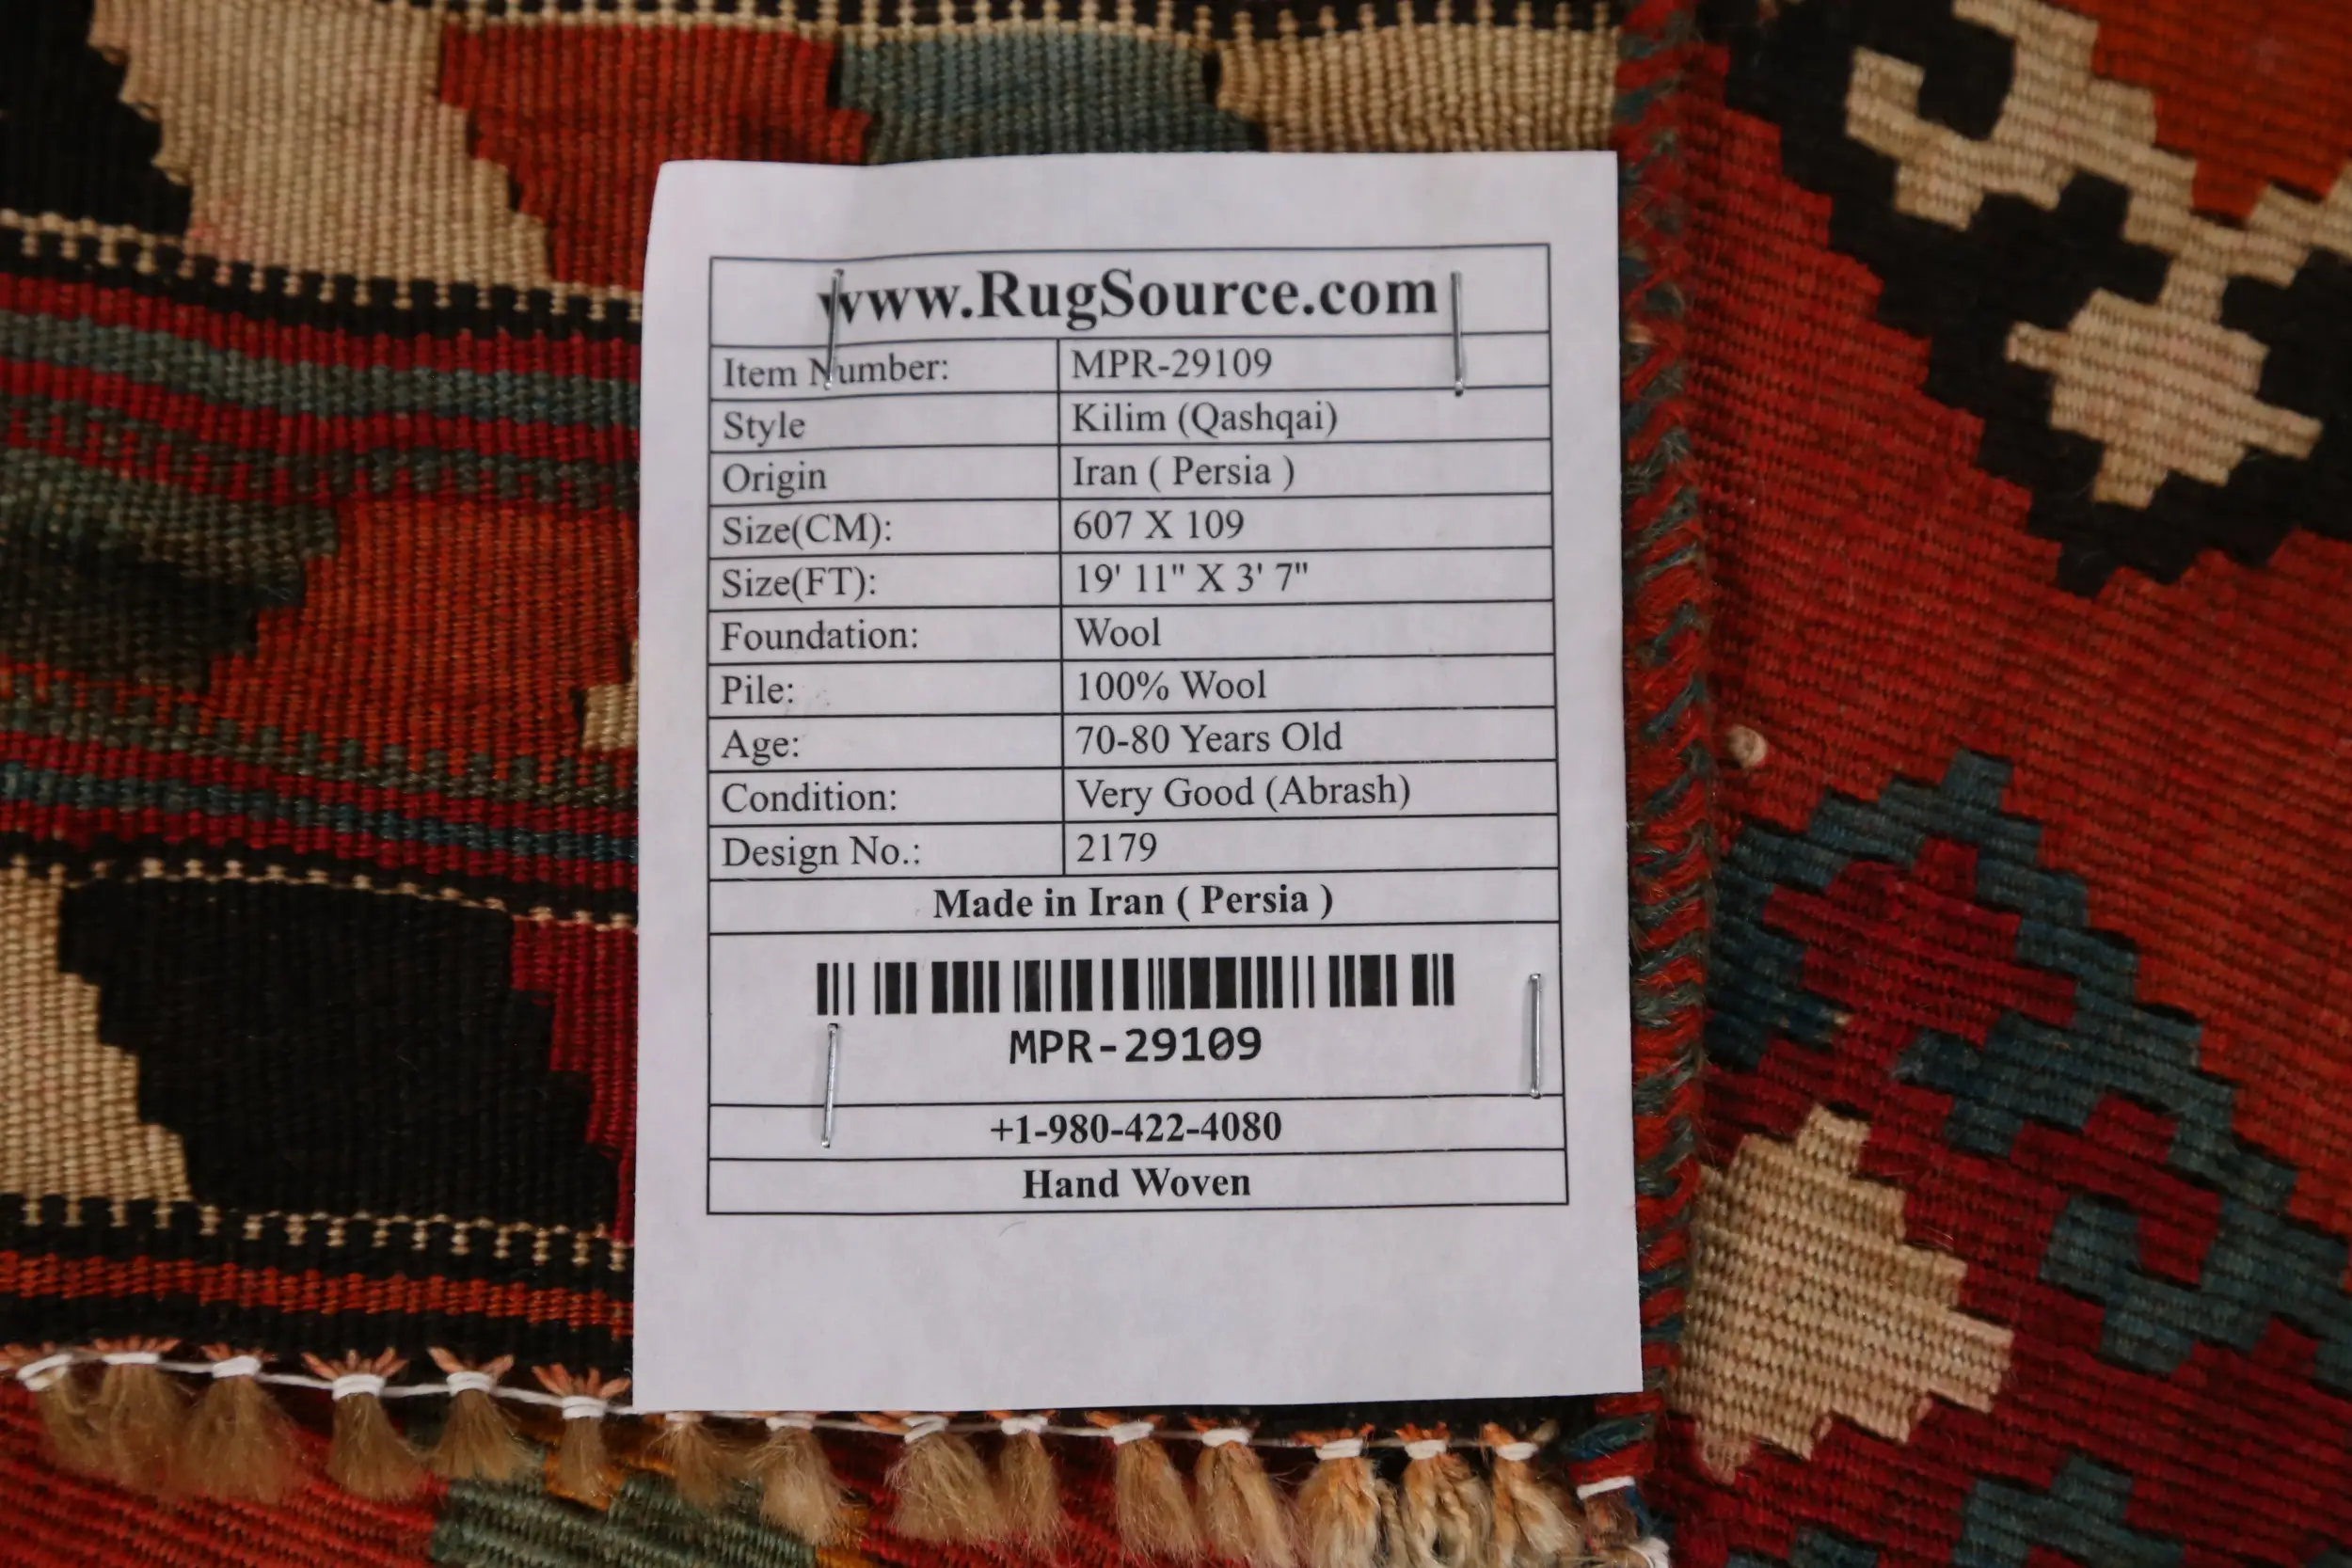 www.RugSource.com
Item Number: MPR-29109
Style Kilim (Qashqai)
Origin Iran ( Persia )
Size(CM): 607 X 109
Size(FT): 19' 11" X 3' 7"
Foundation: Wool
Pile: 100% Wool
Age: 70-80 Years Old
Condition: Very Good (Abrash)
Design No.: 2179
Made in Iran ( Persia )
MPR-29109
+1-980-422-4080
Hand Woven